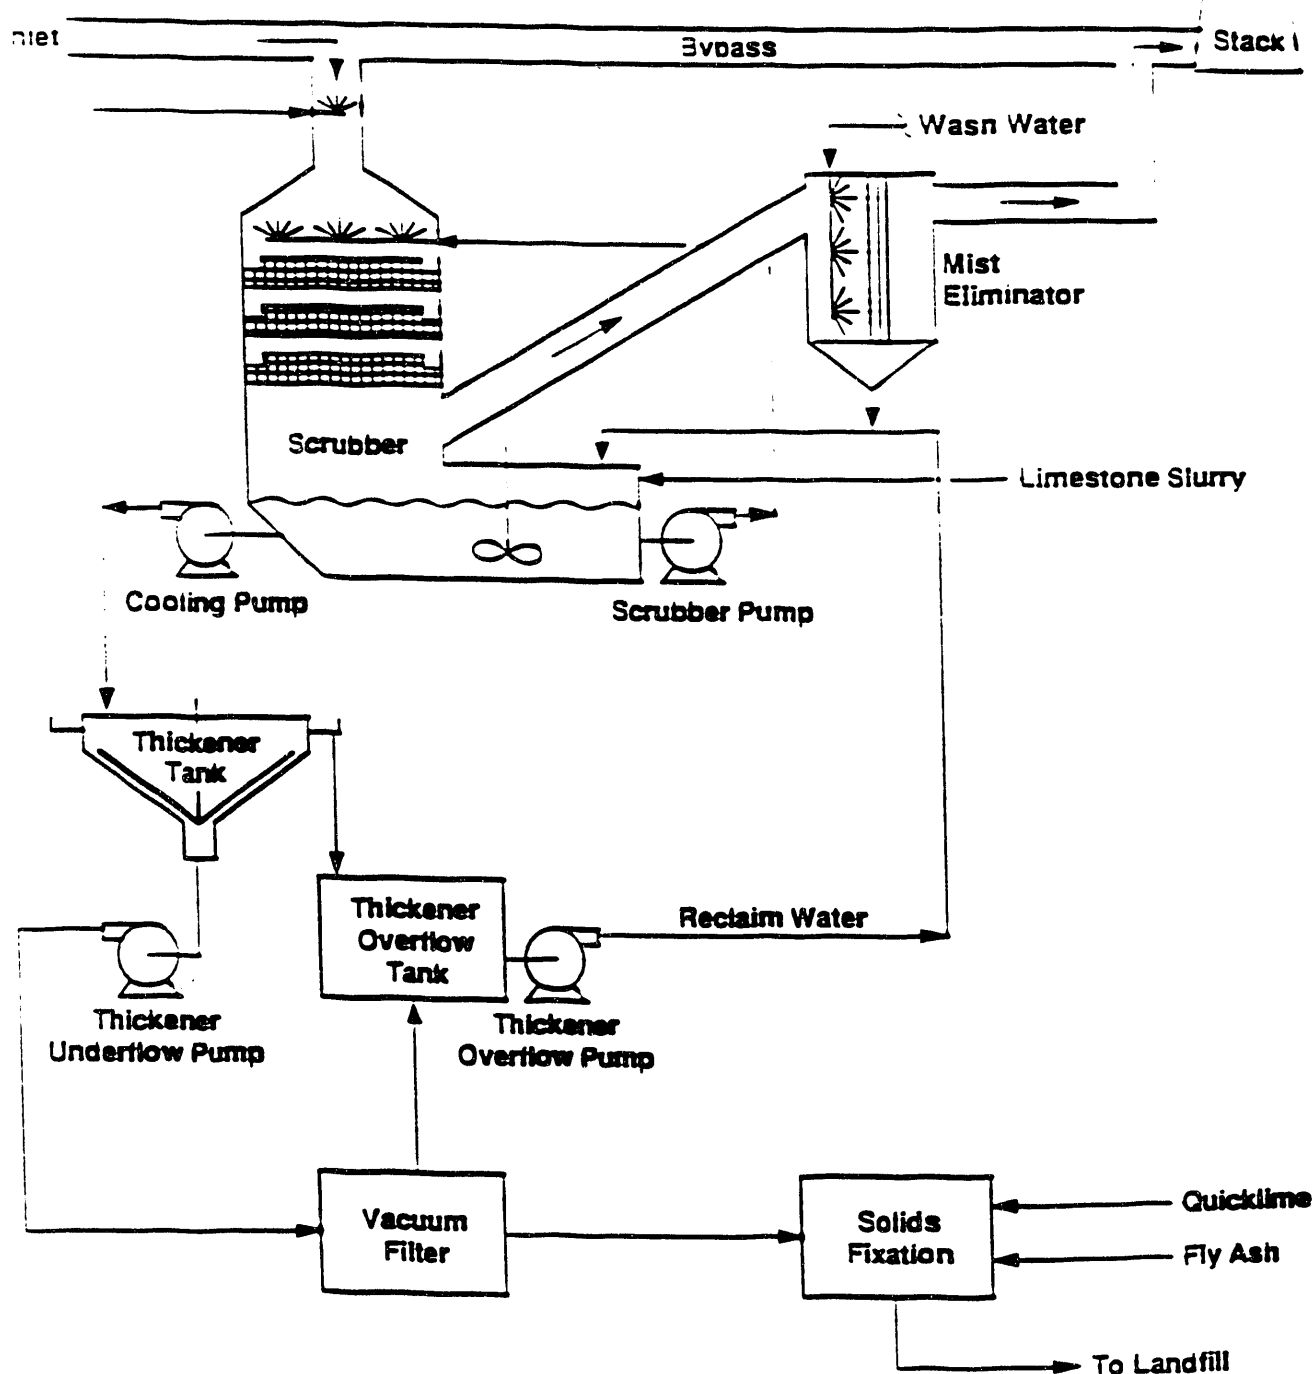 nlet
Bypass
Stack
Wasn Water
Mist
Eliminator
Scrubber
Limestone Slurry
Cooling Pump
Scrubber Pump
Thickener
Tank
Thickener
Overflow
Tank
Reclaim Water
Thickener
Underflow Pump
Thickener
Overflow Pump
Vacuum
Filter
Solids
Fixation
Quicklime
Fly Ash
To Landfill